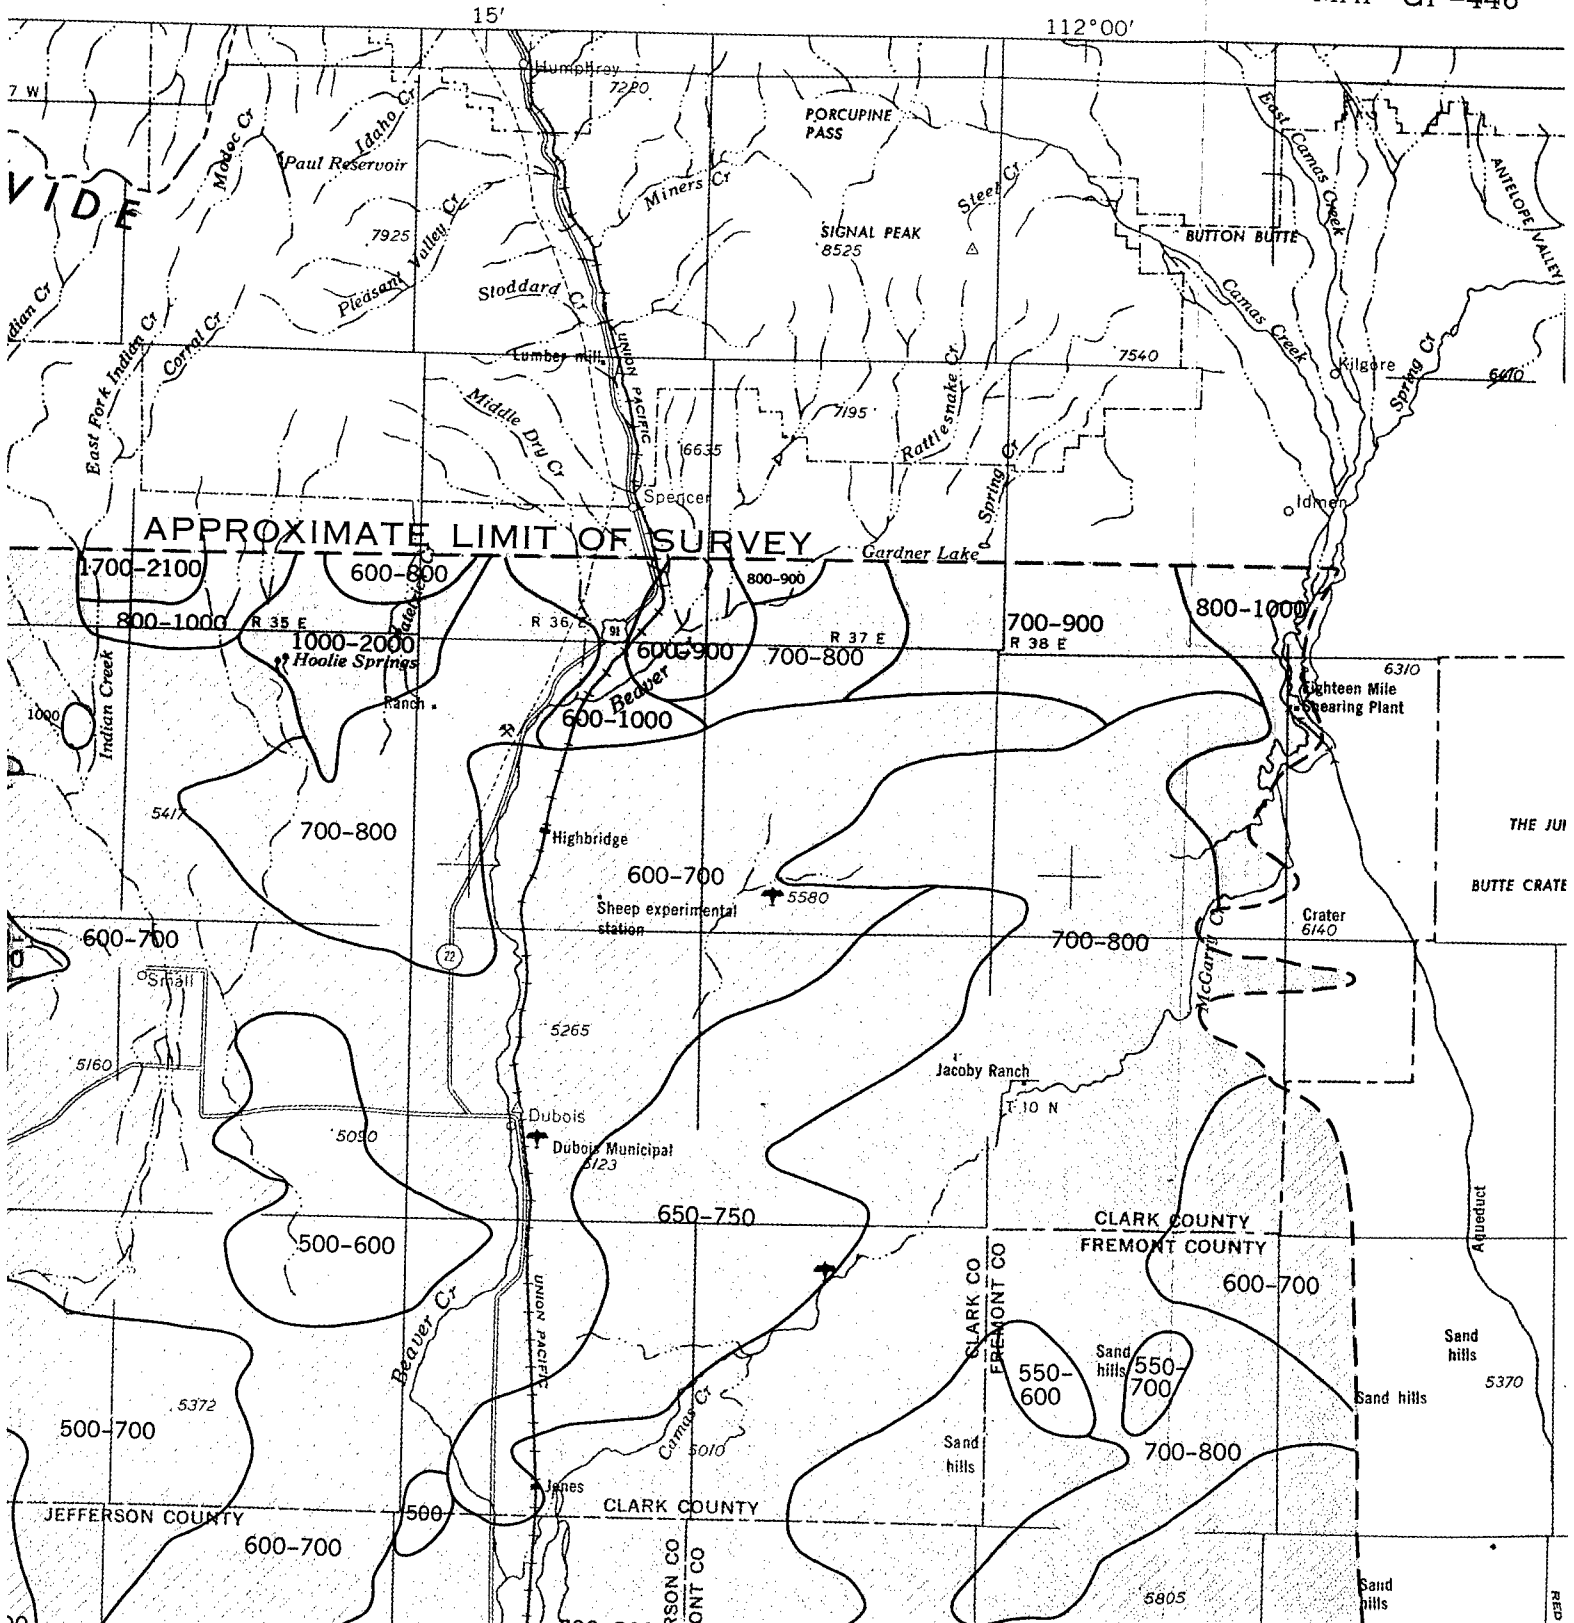 15'
112°00'
Humphrey
7220
7 W
Modoc Cr
Idaho Cr
Paul Reservoir
PORCUPINE
PASS
East Camas Creek
ANTELOPE VALLEY
VIDE
Miners Cr
Steel Cr
7925
Pleasant Valley Cr
SIGNAL PEAK
8525
BUTTON BUTTE
Stoddard Cr
Camas Creek
East Fork Indian Cr
Corral Cr
Lumber mill
UNION PACIFIC
7540
Kilgore
Spring Cr
Middle Dry Cr
7195
Rattlesnake Cr
6635
Spring Cr
Spencer
Idmon
APPROXIMATE LIMIT OF SURVEY
Gardner Lake
1700-2100
600-800
800-900
800-1000
R 35 E
R 36 E
91
1000-2000
Hoolie Springs
600-900
700-800
R 37 E
700-900
R 38 E
800-1000
6310
Indian Creek
1000
Ranch
Beaver
600-1000
Eighteen Mile
Shearing Plant
5417
700-800
Highbridge
THE JU
600-700
BUTTE CRATE
Sheep experimental
station
5580
Crater
6140
600-700
22
700-800
McGarry Cr
Small
5265
5160
Jacoby Ranch
T 10 N
Dubois
5090
Dubois Municipal
5123
650-750
CLARK COUNTY
FREMONT COUNTY
Aqueduct
500-600
CLARK CO
FREMONT CO
600-700
Beaver Cr
UNION PACIFIC
Sand
hills
Sand
hills
550-
600
550-
700
5370
Sand hills
5372
500-700
Camas Cr
5010
Sand
hills
700-800
Jones
500
JEFFERSON COUNTY
CLARK COUNTY
600-700
RSON CO
ONT CO
5805
Sand
hills
RED